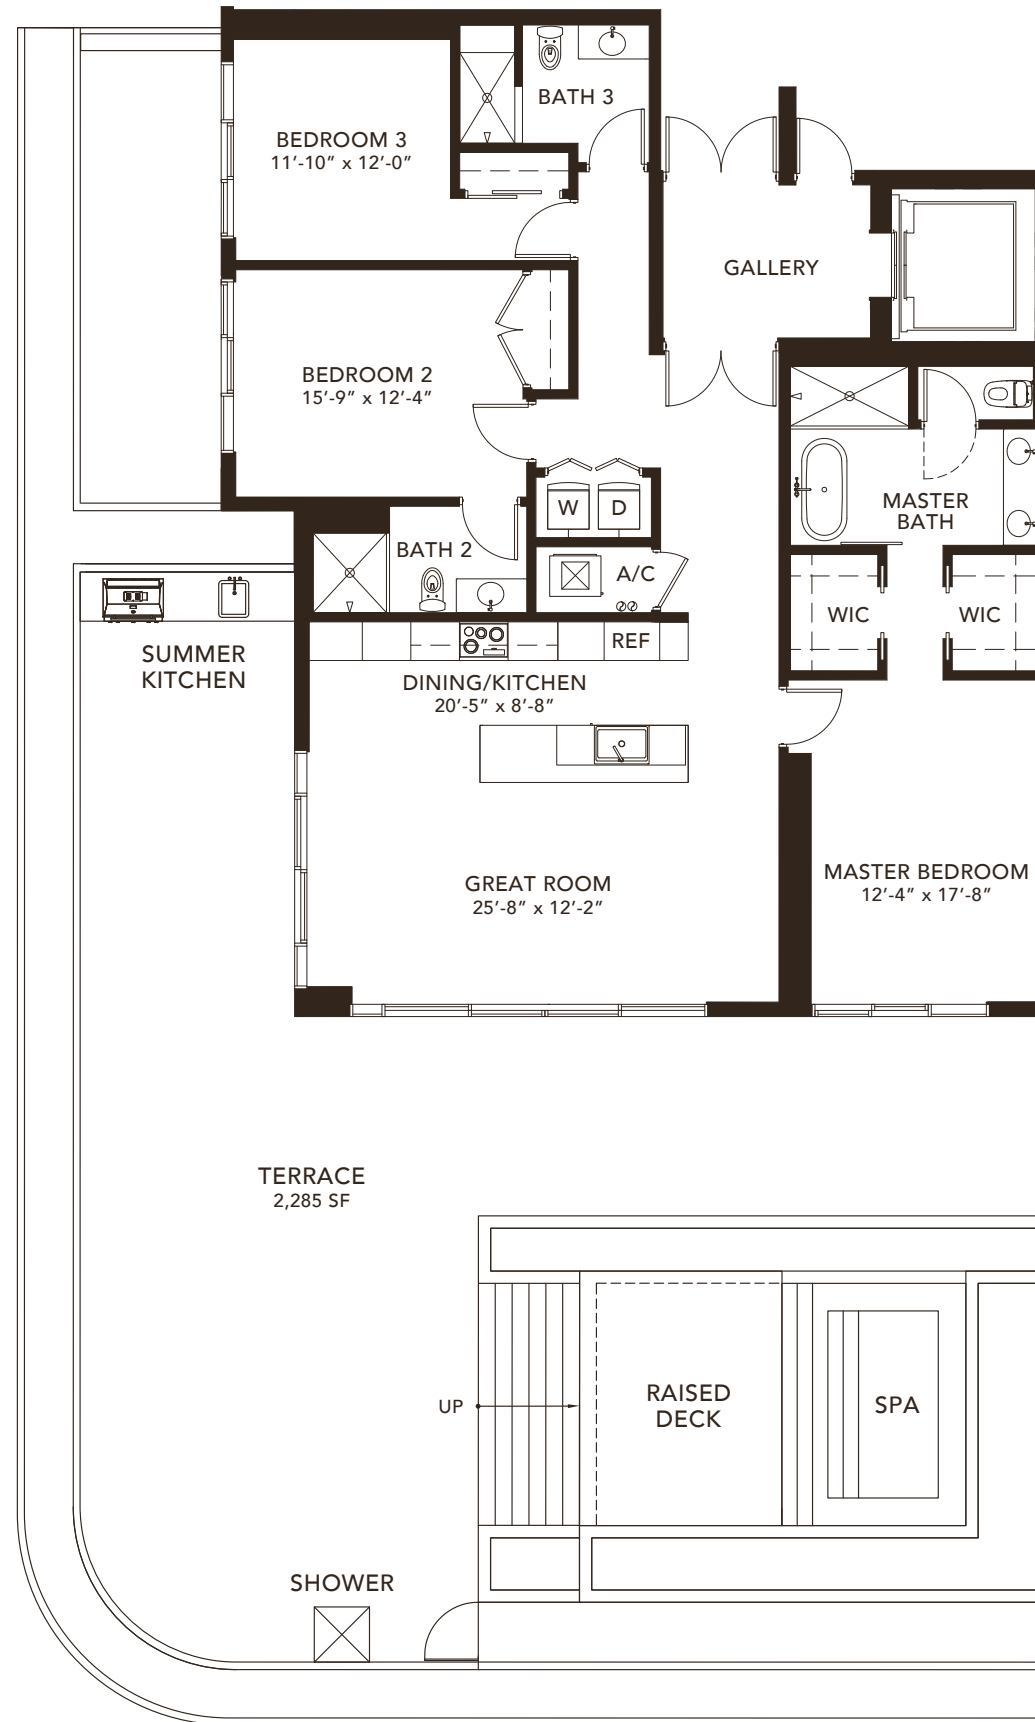 BATH 3
BEDROOM 3
11'-10" x 12'-0"
GALLERY
BEDROOM 2
15'-9" x 12'-4"
MASTER
BATH
W
D
BATH 2
A/C
WIC
WIC
REF
SUMMER
KITCHEN
DINING/KITCHEN
20'-5" x 8'-8"
GREAT ROOM
25'-8" x 12'-2"
MASTER BEDROOM
12'-4" x 17'-8"
TERRACE
2,285 SF
UP
RAISED
DECK
SPA
SHOWER